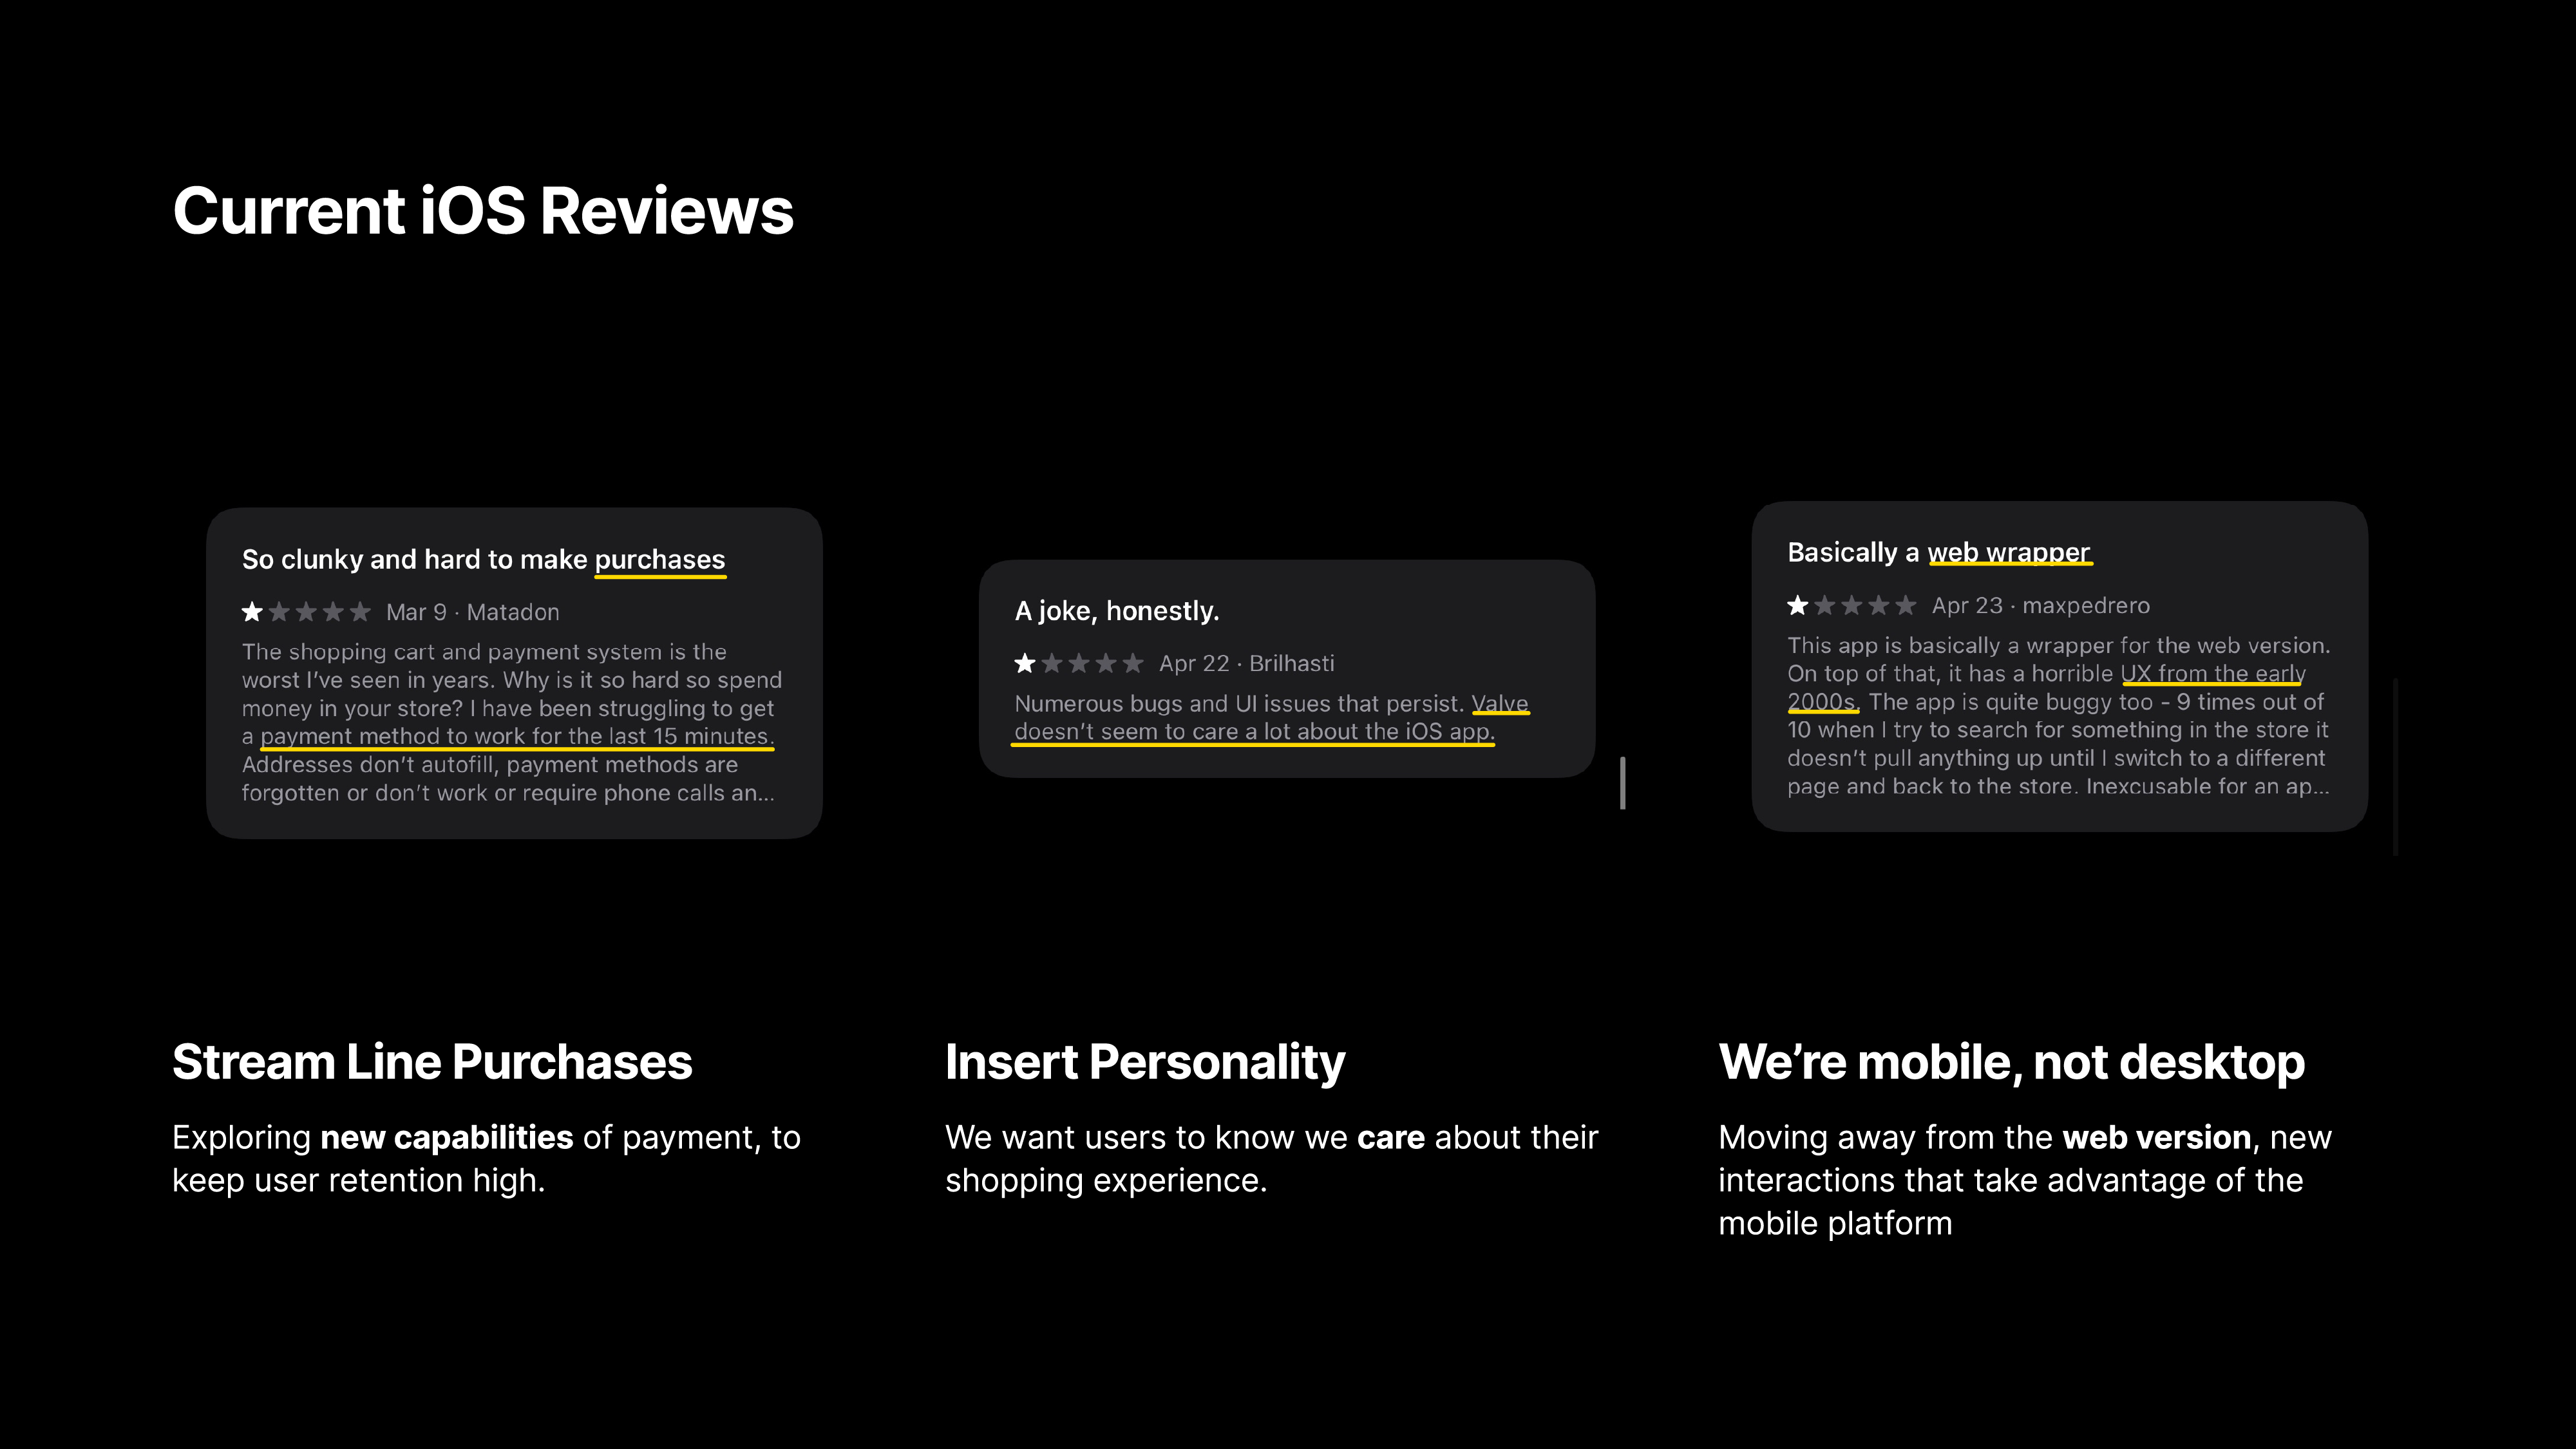 Current iOS Reviews
So clunky and hard to make purchases
Mar 9 · Matadon
The shopping cart and payment system is the
worst I’ve seen in years. Why is it so hard so spend
money in your store? I have been struggling to get
a payment method to work for the last 15 minutes.
Addresses don’t autofill, payment methods are
forgotten or don’t work or require phone calls an...
A joke, honestly.
Apr 22 · Brilhasti
Numerous bugs and UI issues that persist. Valve
doesn’t seem to care a lot about the iOS app.
Basically a web wrapper
Apr 23 · maxpedrero
This app is basically a wrapper for the web version.
On top of that, it has a horrible UX from the early
2000s. The app is quite buggy too - 9 times out of
10 when I try to search for something in the store it
doesn’t pull anything up until I switch to a different
page and back to the store. Inexcusable for an ap...
Stream Line Purchases
Exploring new capabilities of payment, to
keep user retention high.
Insert Personality
We want users to know we care about their
shopping experience.
We’re mobile, not desktop
Moving away from the web version, new
interactions that take advantage of the
mobile platform